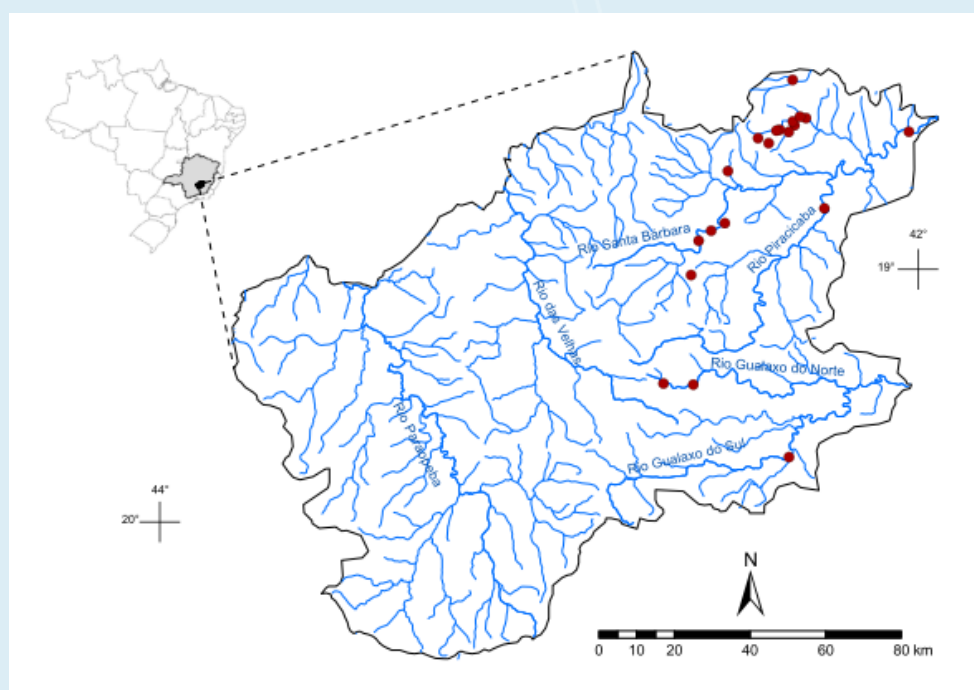 Rio Santa Bárbara
Rio Piracicaba
42°
19°
Rio das Velhas
Rio Gualaxo do Norte
Rio Paraopeba
Rio Gualaxo do Sul
44°
20°
N
0 10 20 40 60 80 km